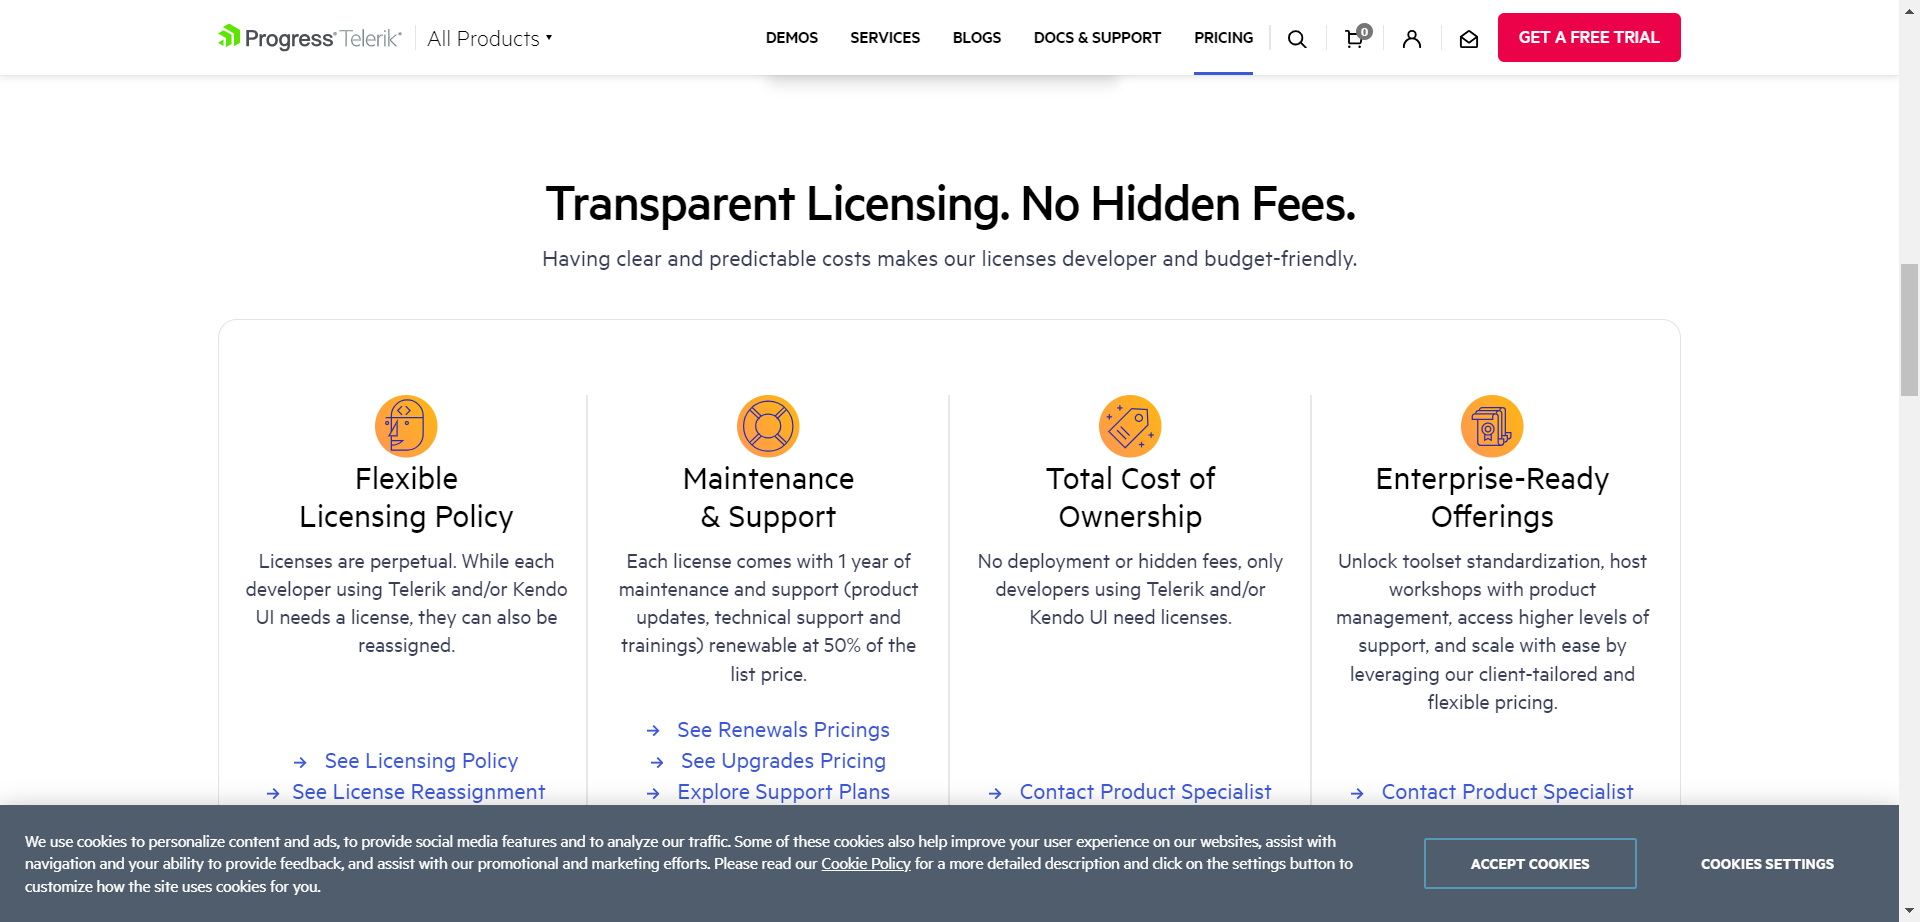 Progress Telerik
All Products
DEMOS
SERVICES
BLOGS
DOCS & SUPPORT
PRICING
0
GET A FREE TRIAL
Transparent Licensing. No Hidden Fees.
Having clear and predictable costs makes our licenses developer and budget-friendly.
Flexible
Licensing Policy
Licenses are perpetual. While each
developer using Telerik and/or Kendo
UI needs a license, they can also be
reassigned.
See Licensing Policy
See License Reassignment
Maintenance
& Support
Each license comes with 1 year of
maintenance and support (product
updates, technical support and
trainings) renewable at 50% of the
list price.
See Renewals Pricings
See Upgrades Pricing
Explore Support Plans
Total Cost of
Ownership
No deployment or hidden fees, only
developers using Telerik and/or
Kendo UI need licenses.
Contact Product Specialist
Enterprise-Ready
Offerings
Unlock toolset standardization, host
workshops with product
management, access higher levels of
support, and scale with ease by
leveraging our client-tailored and
flexible pricing.
Contact Product Specialist
We use cookies to personalize content and ads, to provide social media features and to analyze our traffic. Some of these cookies also help improve your user experience on our websites, assist with
navigation and your ability to provide feedback, and assist with our promotional and marketing efforts. Please read our Cookie Policy for a more detailed description and click on the settings button to
customize how the site uses cookies for you.
ACCEPT COOKIES
COOKIES SETTINGS